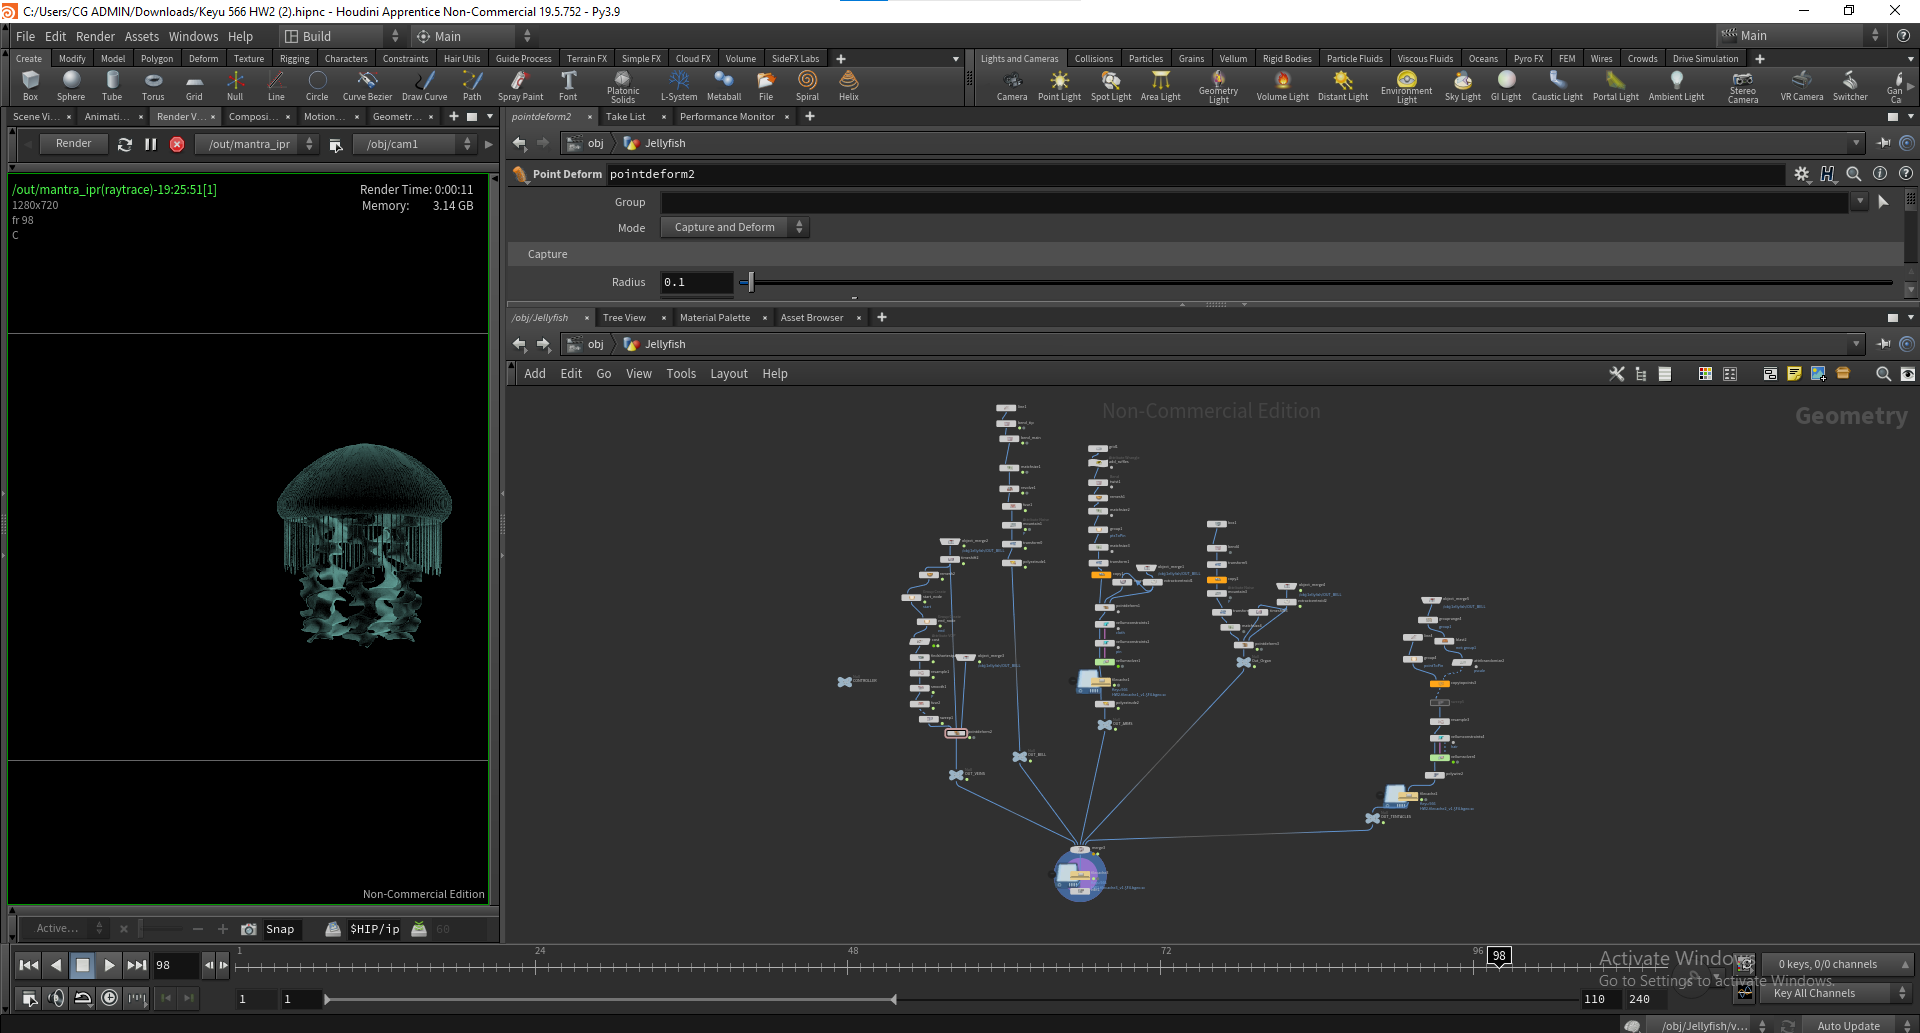 C:/Users/CG ADMIN/Downloads/Keyu 566 HW2 (2).hipnc - Houdini Apprentice Non-Commercial 19.5.752 - Py3.9
File Edit Render Assets Windows Help Build Main Main
Create Modify Model Polygon Deform Texture Rigging Characters Constraints Hair Utils Guide Process Terrain FX Simple FX Cloud FX Volume SideFX Labs
Lights and Cameras Collisions Particles Grains Vellum Rigid Bodies Particle Fluids Viscous Fluids Oceans Pyro FX FEM Wires Crowds Drive Simulation
Box Sphere Tube Torus Grid Null Line Circle Curve Bezier Draw Curve Path Spray Paint Font Platonic Solids L-System Metaball File Spiral Helix
Camera Point Light Spot Light Area Light Geometry Light Volume Light Distant Light Environment Light Sky Light GI Light Caustic Light Portal Light Ambient Light Stereo Camera VR Camera Switcher Gan Ca
Scene Vi... Animati... Render V... Composi... Motion... Geometr...
pointdeform2 Take List Performance Monitor
Render /out/mantra_ipr /obj/cam1
obj Jellyfish
/out/mantra_ipr(raytrace)-19:25:51[1]
1280x720
fr 98
C
Render Time: 0:00:11
Memory: 3.14 GB
Point Deform pointdeform2
Group
Mode Capture and Deform
Capture
Radius 0.1
/obj/Jellyfish Tree View Material Palette Asset Browser
obj Jellyfish
Add Edit Go View Tools Layout Help
Non-Commercial Edition
Geometry
Non-Commercial Edition
Active... Snap $HIP/ip 60
98
1 24 48 72 96 98
Activate Windows
Go to Settings to activate Windows.
0 keys, 0/0 channels
1 1 110 240
Key All Channels
/obj/Jellyfish/v... Auto Update